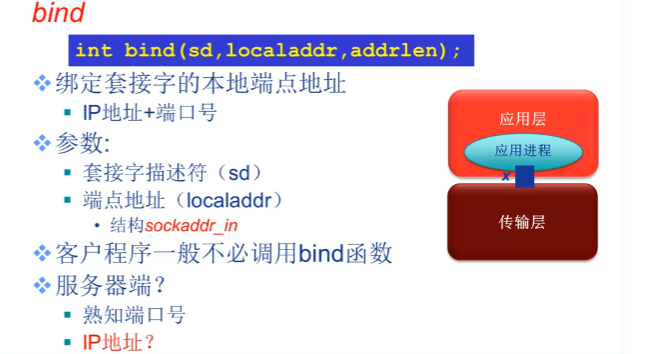 bind
int bind(sd,localaddr,addrlen);
绑定套接字的本地端点地址
IP地址+端口号
参数:
套接字描述符（sd）
端点地址（localaddr）
结构sockaddr_in
客户程序一般不必调用bind函数
服务器端？
熟知端口号
IP地址？
应用层
应用进程
x
传输层